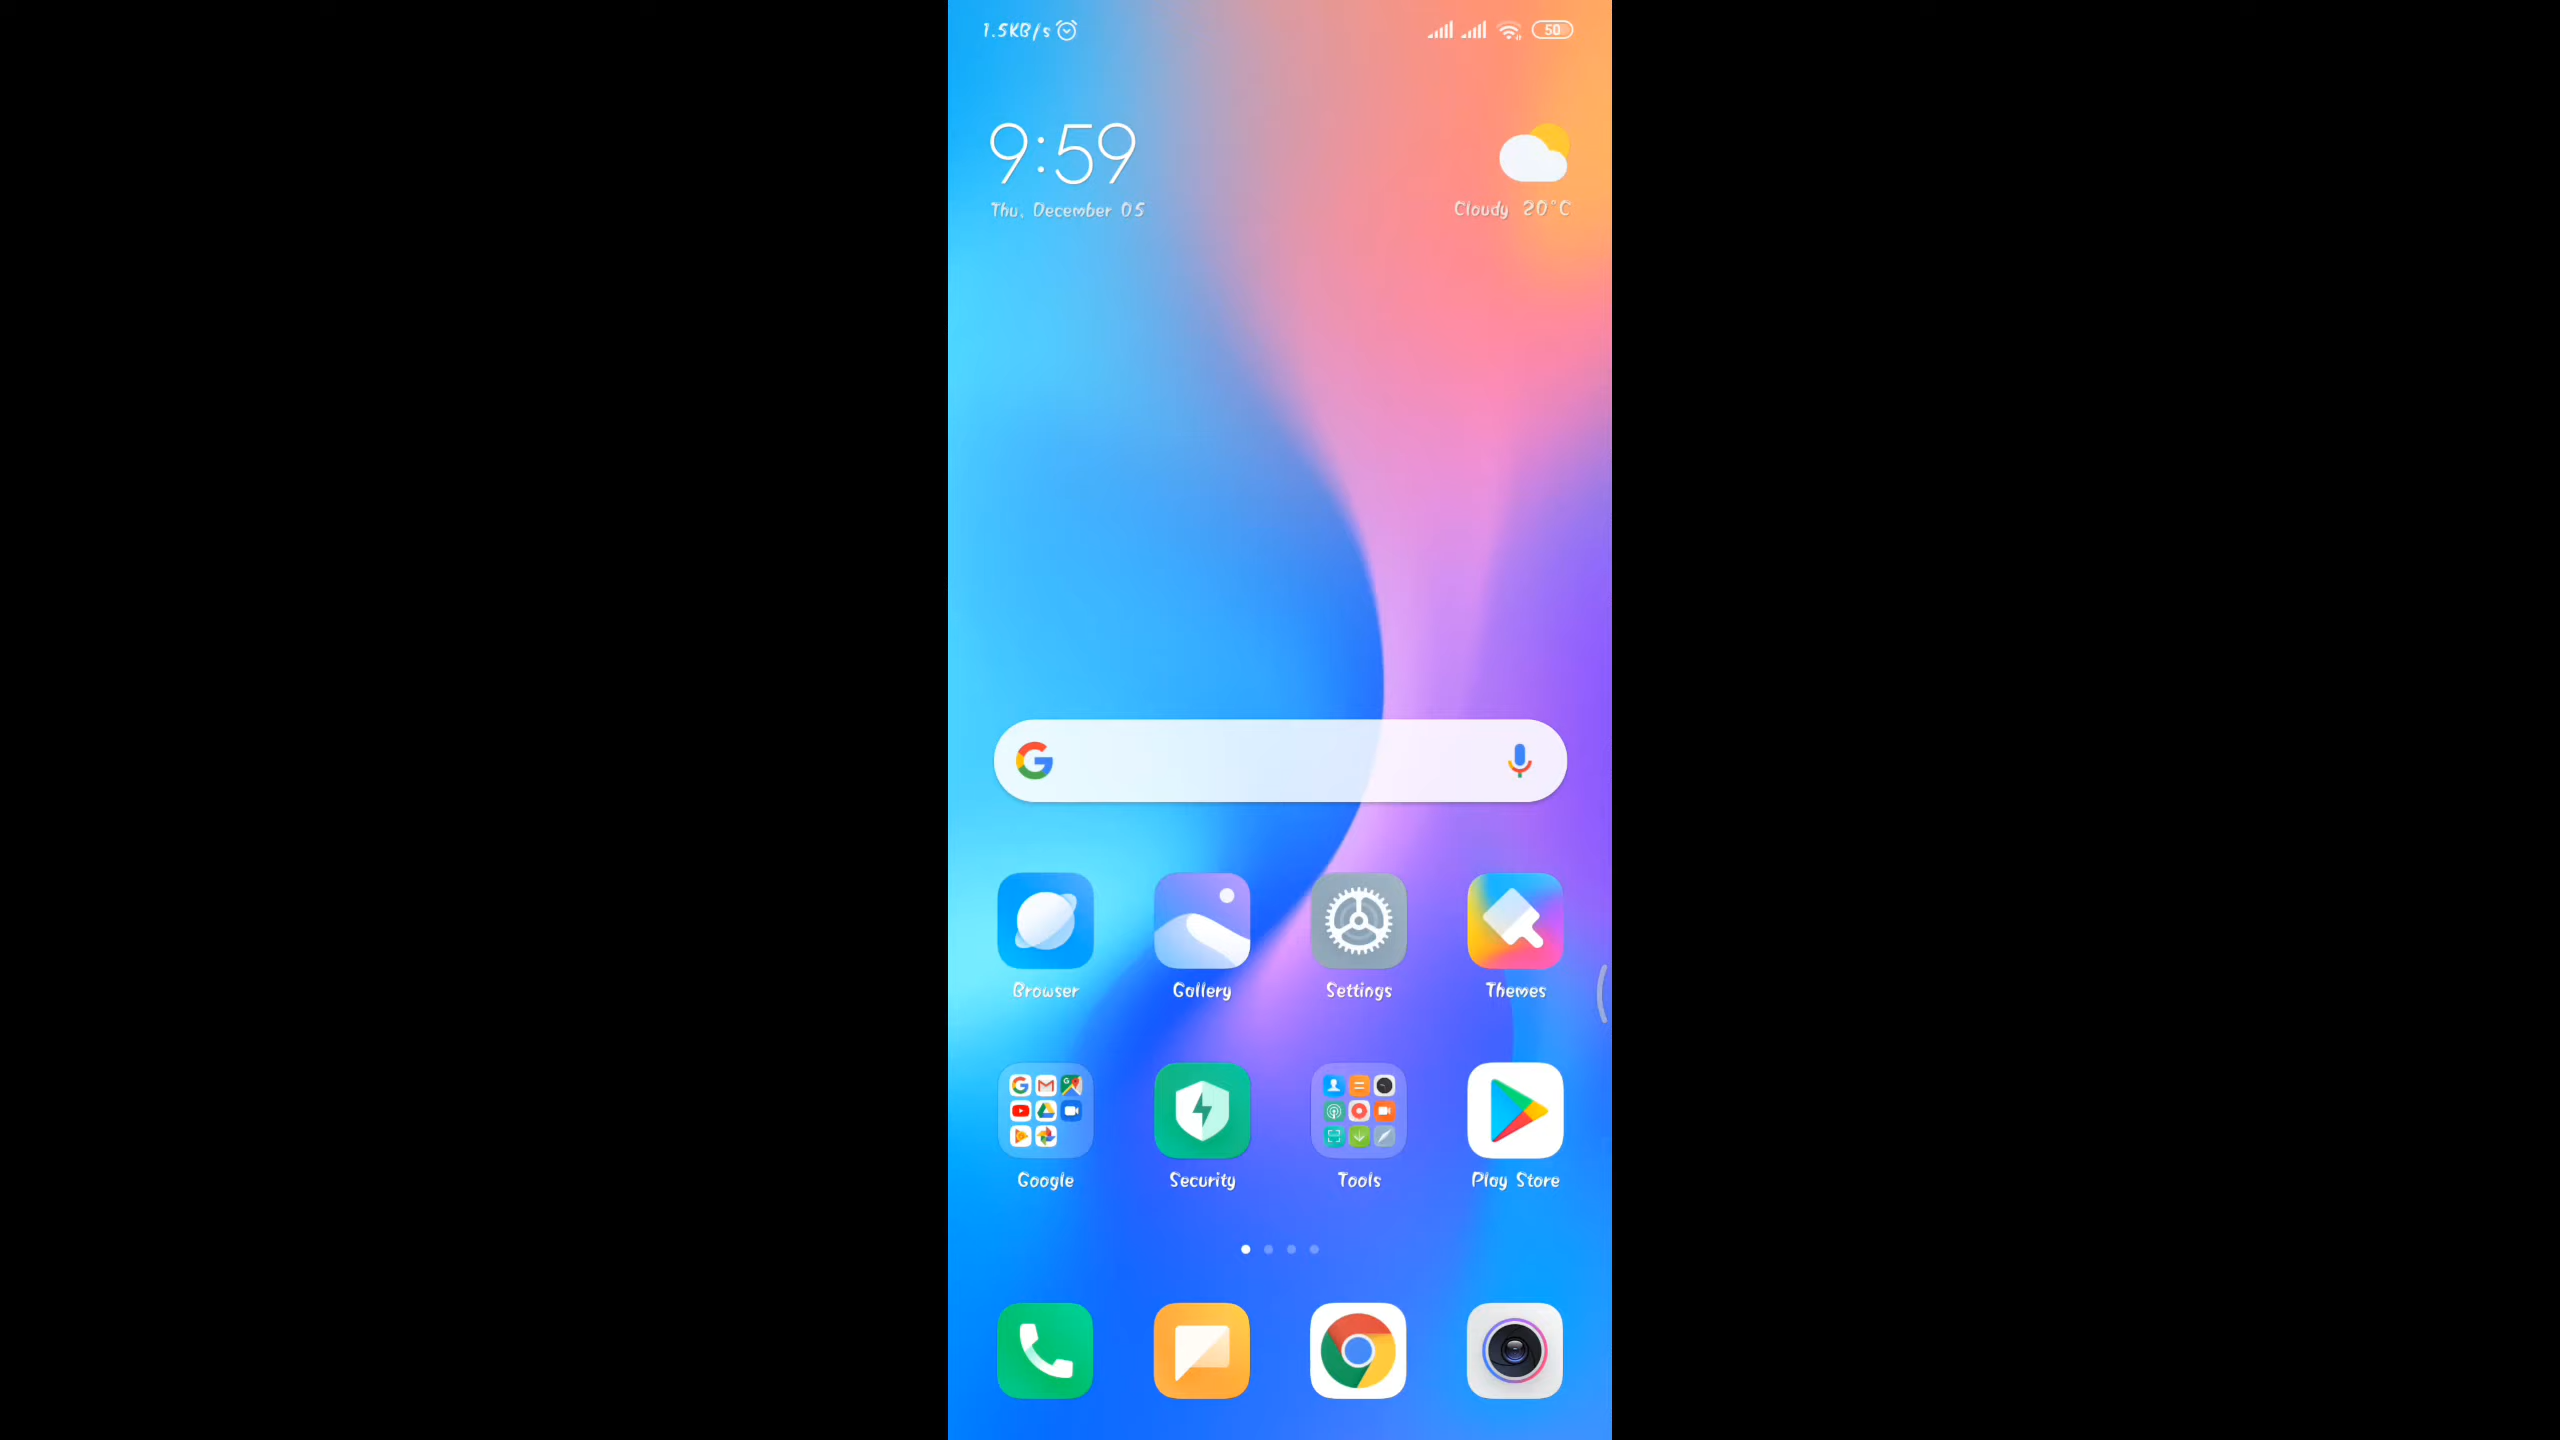 1.5KB/s
50
9:59
Thu, December 05
Cloudy 20°C
Browser
Gallery
Settings
Themes
Google
Security
Tools
Play Store